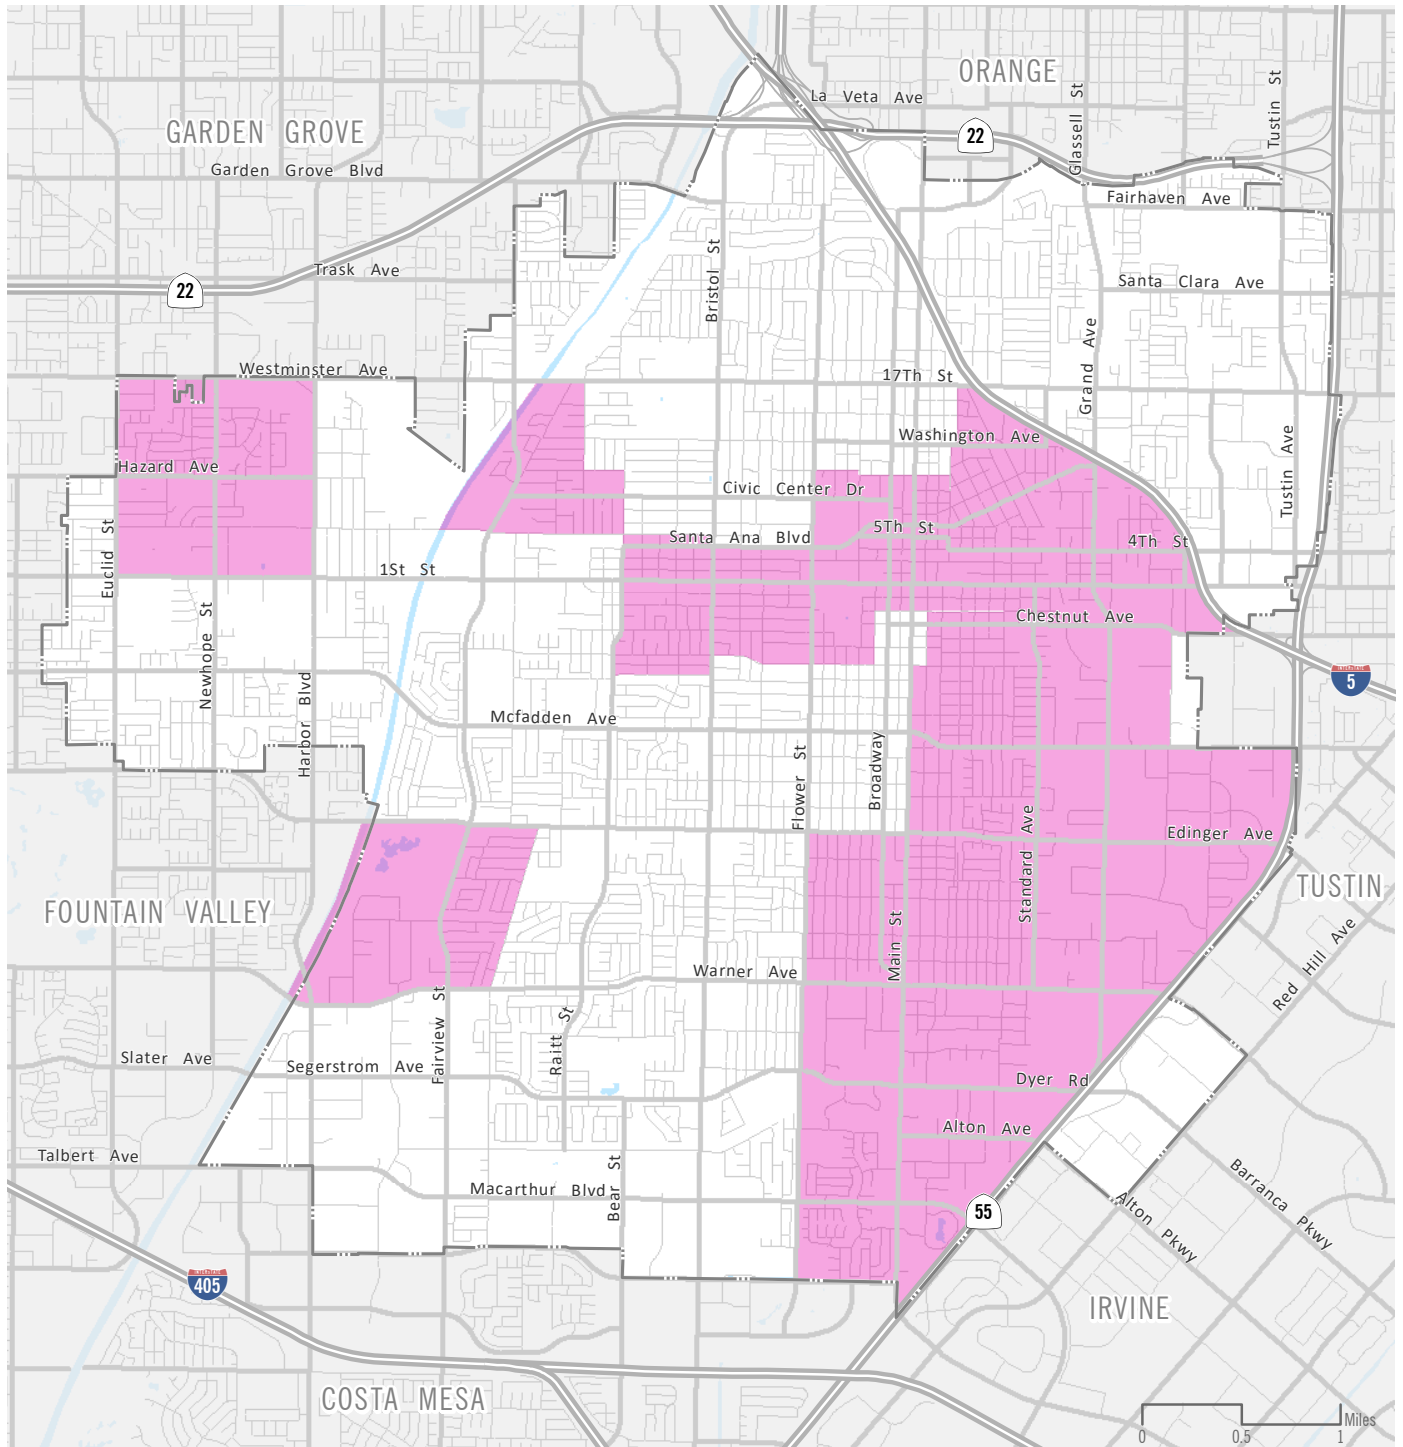 ORANGE
Glassell St
Tustin St
La Veta Ave
GARDEN GROVE
22
Garden Grove Blvd
Fairhaven Ave
Bristol St
Trask Ave
22
Santa Clara Ave
Grand Ave
Westminster Ave
17Th St
Washington Ave
Tustin Ave
Hazard Ave
Civic Center Dr
Euclid St
5Th St
Santa Ana Blvd
4Th St
1St St
Newhope St
Chestnut Ave
Harbor Blvd
INTERSTATE
5
Mcfadden Ave
Flower St
Broadway
Standard Ave
Edinger Ave
TUSTIN
FOUNTAIN VALLEY
Main St
Red Hill Ave
Warner Ave
Fairview St
Raitt St
Slater Ave
Segerstrom Ave
Dyer Rd
Alton Ave
Talbert Ave
Bear St
Macarthur Blvd
Barranca Pkwy
Alton Pkwy
55
INTERSTATE
405
IRVINE
COSTA MESA
Miles
0 0.5 1